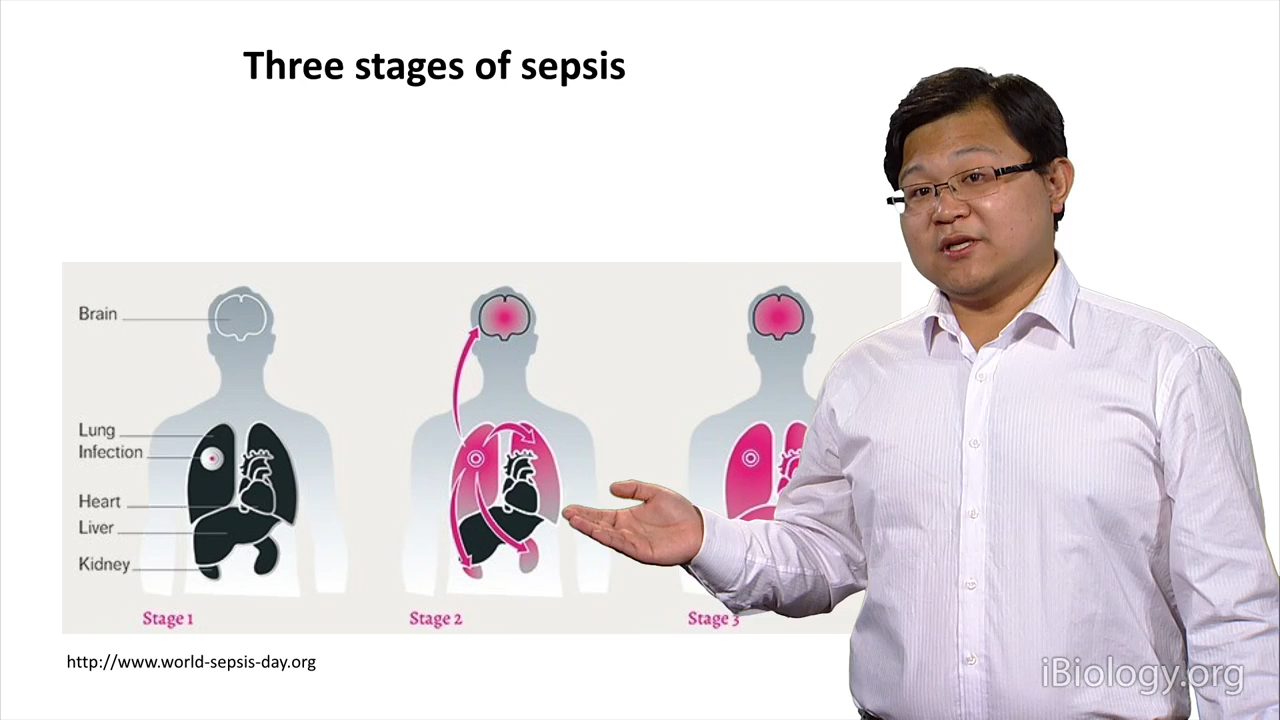 Three stages of sepsis
Brain
Lung
Infection
Heart
Liver
Kidney
Stage 1
Stage 2
Stage 3
http://www.world-sepsis-day.org
iBiology.org